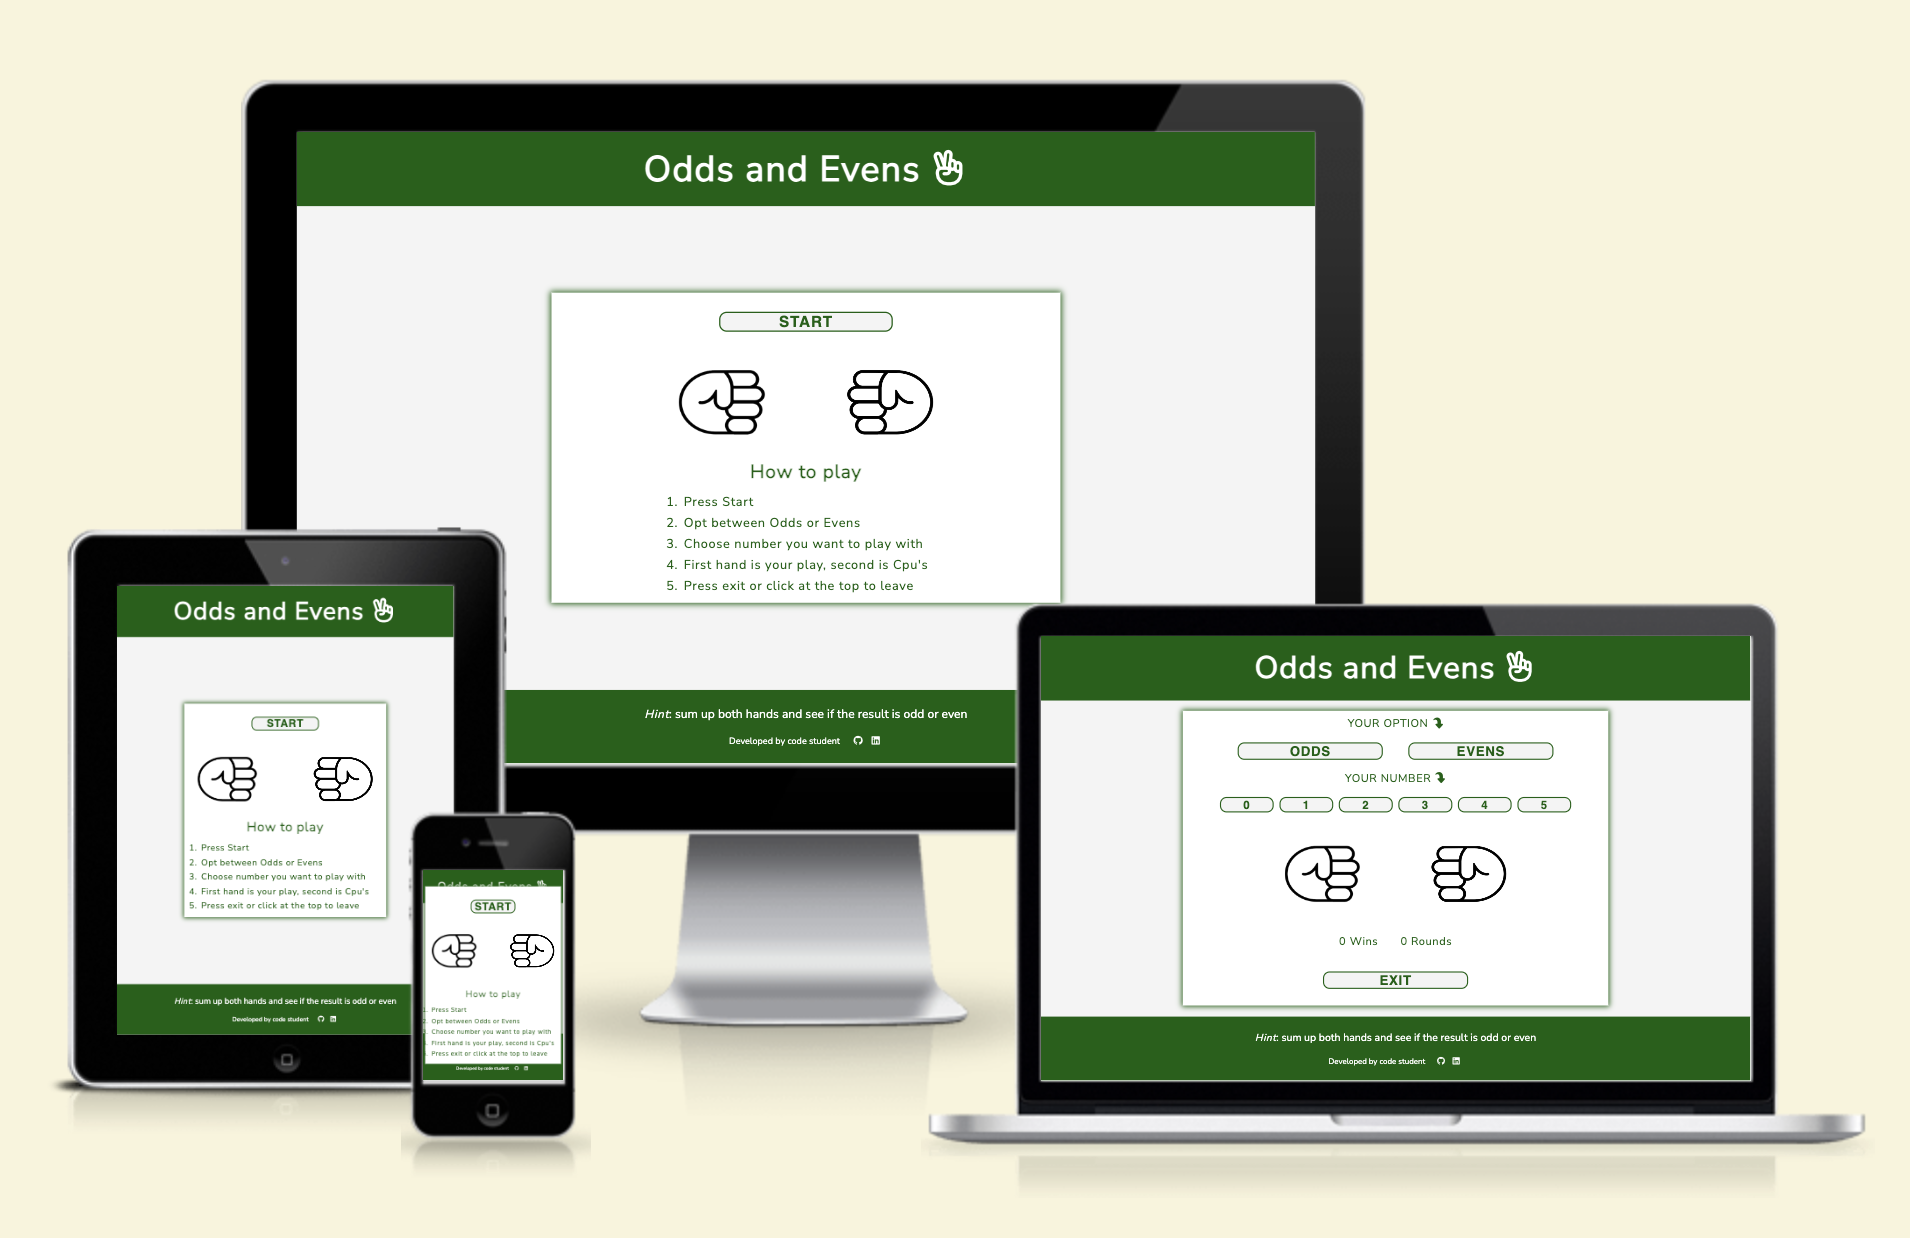 Odds and Evens
START
How to play
1. Press Start
2. Opt between Odds or Evens
3. Choose number you want to play with
4. First hand is your play, second is Cpu's
5. Press exit or click at the top to leave
Hint: sum up both hands and see if the result is odd or even
Developed by code student
Odds and Evens
START
How to play
1. Press Start
2. Opt between Odds or Evens
3. Choose number you want to play with
4. First hand is your play, second is Cpu's
5. Press exit or click at the top to leave
Hint: sum up both hands and see if the result is odd or even
Developed by code student
Odds and Evens
START
How to play
Press Start
Opt between Odds or Evens
Choose number you want to play with
First hand is your play, second is Cpu's
Press exit or click at the top to leave
Developed by code student
Odds and Evens
YOUR OPTION
ODDS EVENS
YOUR NUMBER
0 1 2 3 4 5
0 Wins 0 Rounds
EXIT
Hint: sum up both hands and see if the result is odd or even
Developed by code student